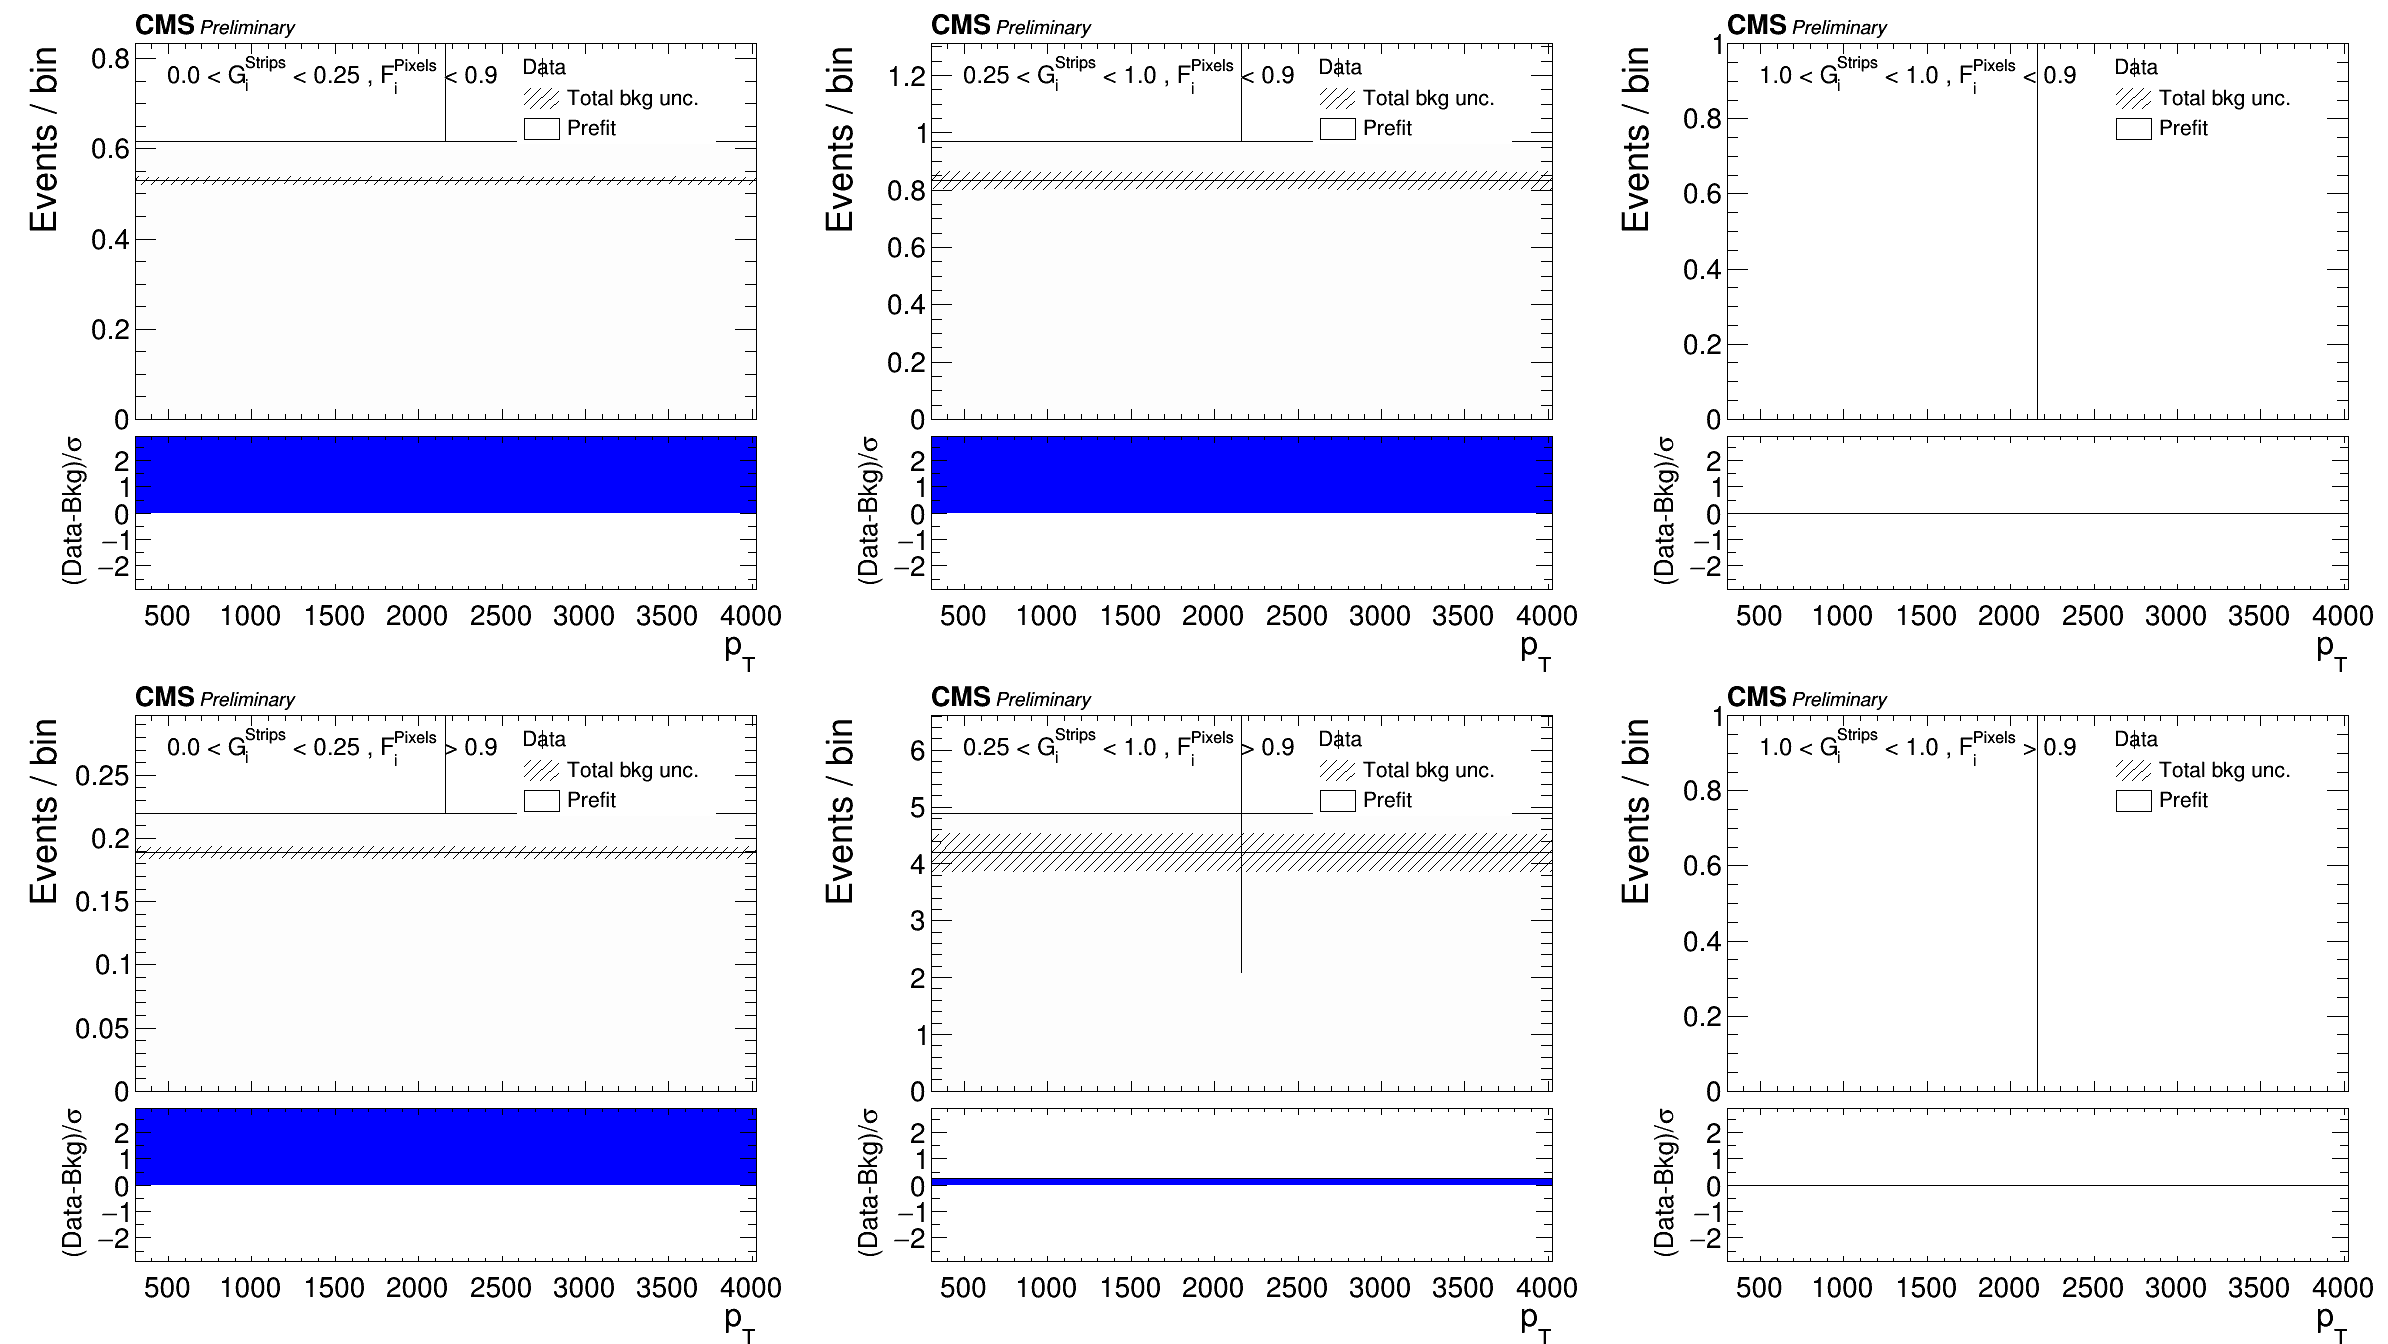 CMS Preliminary
0.0 < G_i^Strips < 0.25 , F_i^Pixels < 0.9
Data
Total bkg unc.
Prefit
Events / bin
0.8
0.6
0.4
0.2
0
(Data-Bkg)/σ
2
1
0
−1
−2
500 1000 1500 2000 2500 3000 3500 4000
p_T
CMS Preliminary
0.25 < G_i^Strips < 1.0 , F_i^Pixels < 0.9
Data
Total bkg unc.
Prefit
Events / bin
1.2
1
0.8
0.6
0.4
0.2
0
(Data-Bkg)/σ
2
1
0
−1
−2
500 1000 1500 2000 2500 3000 3500 4000
p_T
CMS Preliminary
1.0 < G_i^Strips < 1.0 , F_i^Pixels < 0.9
Data
Total bkg unc.
Prefit
Events / bin
1
0.8
0.6
0.4
0.2
0
(Data-Bkg)/σ
2
1
0
−1
−2
500 1000 1500 2000 2500 3000 3500 4000
p_T
CMS Preliminary
0.0 < G_i^Strips < 0.25 , F_i^Pixels > 0.9
Data
Total bkg unc.
Prefit
Events / bin
0.25
0.2
0.15
0.1
0.05
0
(Data-Bkg)/σ
2
1
0
−1
−2
500 1000 1500 2000 2500 3000 3500 4000
p_T
CMS Preliminary
0.25 < G_i^Strips < 1.0 , F_i^Pixels > 0.9
Data
Total bkg unc.
Prefit
Events / bin
6
5
4
3
2
1
0
(Data-Bkg)/σ
2
1
0
−1
−2
500 1000 1500 2000 2500 3000 3500 4000
p_T
CMS Preliminary
1.0 < G_i^Strips < 1.0 , F_i^Pixels > 0.9
Data
Total bkg unc.
Prefit
Events / bin
1
0.8
0.6
0.4
0.2
0
(Data-Bkg)/σ
2
1
0
−1
−2
500 1000 1500 2000 2500 3000 3500 4000
p_T